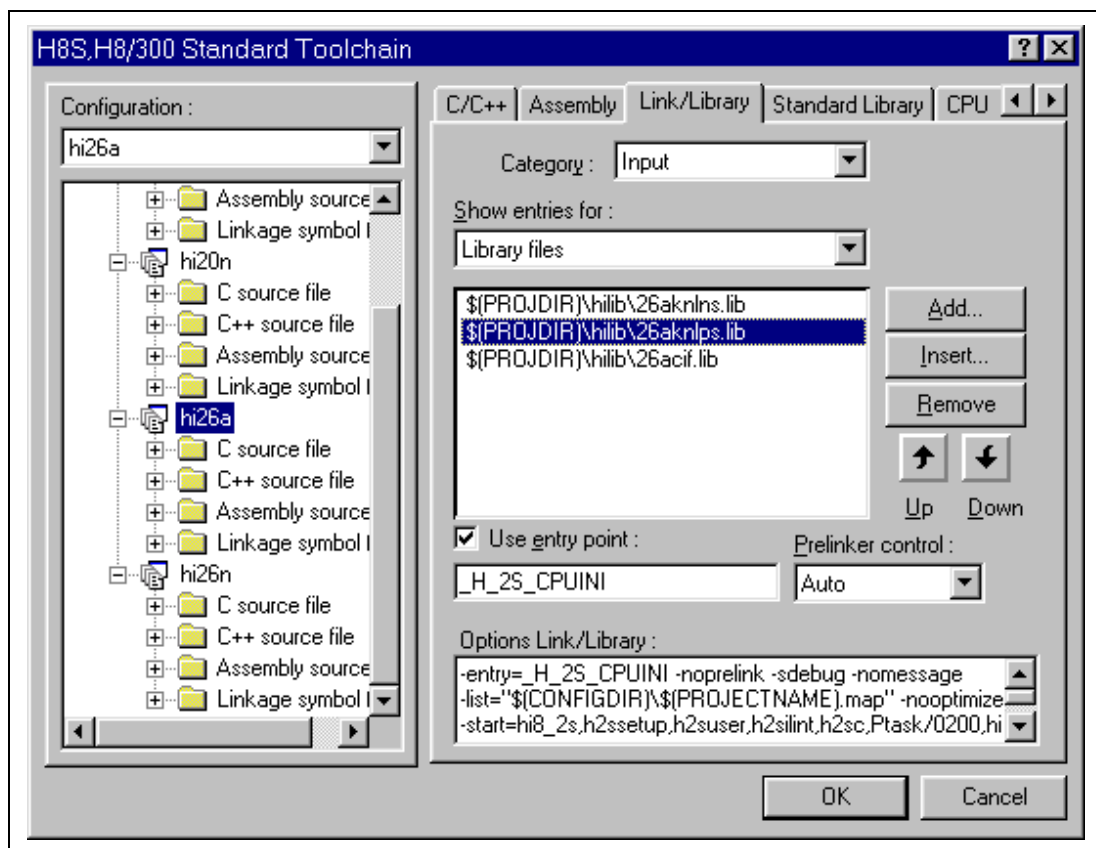 H8S,H8/300 Standard Toolchain
Configuration :
hi26a
Assembly source
Linkage symbol
hi20n
C source file
C++ source file
Assembly source
Linkage symbol
hi26a
C source file
C++ source file
Assembly source
Linkage symbol
hi26n
C source file
C++ source file
Assembly source
Linkage symbol
C/C++ Assembly Link/Library Standard Library CPU
Category : Input
Show entries for :
Library files
$(PROJDIR)\hilib\26aknlns.lib
$(PROJDIR)\hilib\26aknlps.lib
$(PROJDIR)\hilib\26acif.lib
Add...
Insert...
Remove
Up Down
Use entry point :
_H_2S_CPUINI
Prelinker control :
Auto
Options Link/Library :
-entry=_H_2S_CPUINI -noprelink -sdebug -nomessage
-list="$(CONFIGDIR)\$(PROJECTNAME).map" -nooptimize
-start=hi8_2s,h2ssetup,h2suser,h2silint,h2sc,Ptask/0200,hi
OK Cancel